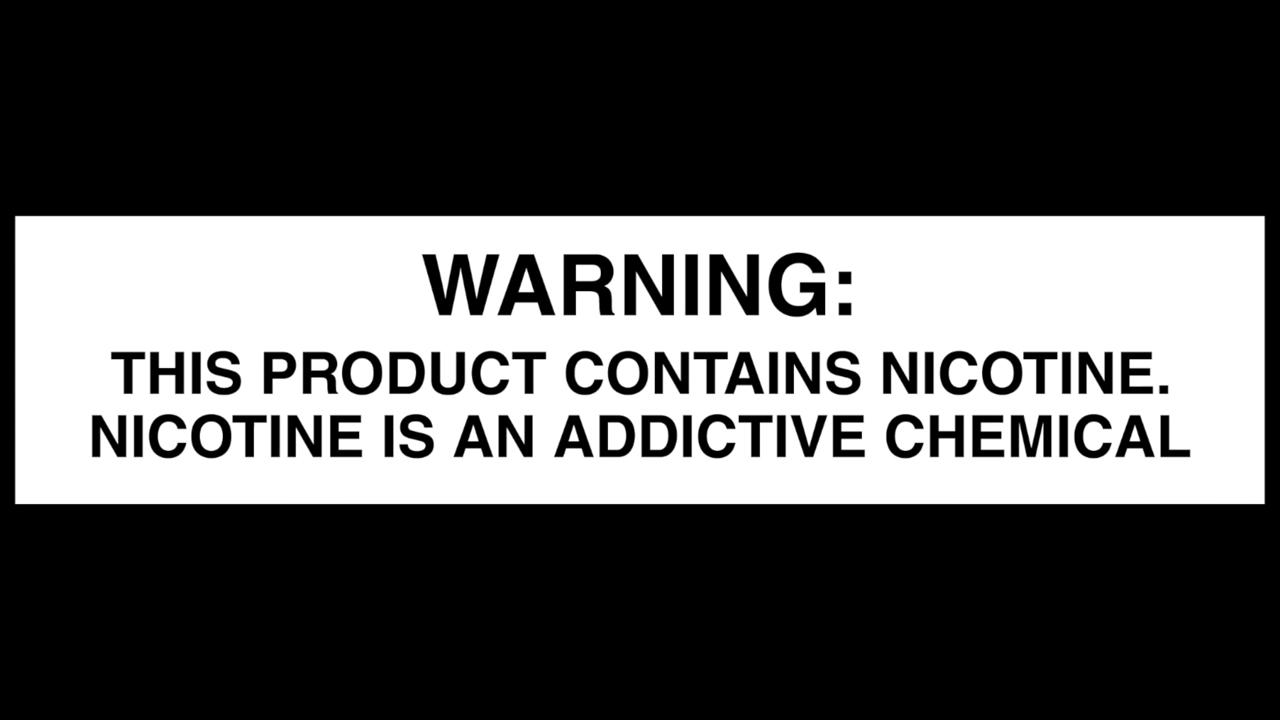 WARNING:
THIS PRODUCT CONTAINS NICOTINE.
NICOTINE IS AN ADDICTIVE CHEMICAL